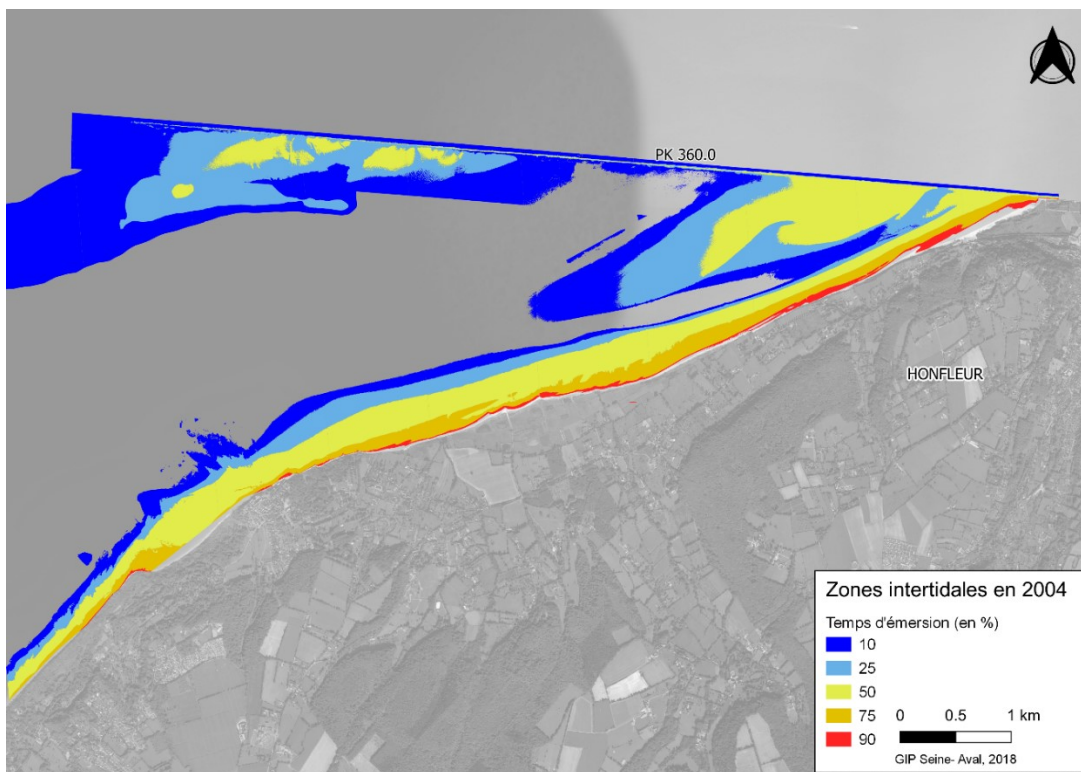 PK 360.0
HONFLEUR
Zones intertidales en 2004
Temps d'émersion (en %)
10
25
50
75
90
0 0.5 1 km
GIP Seine- Aval, 2018